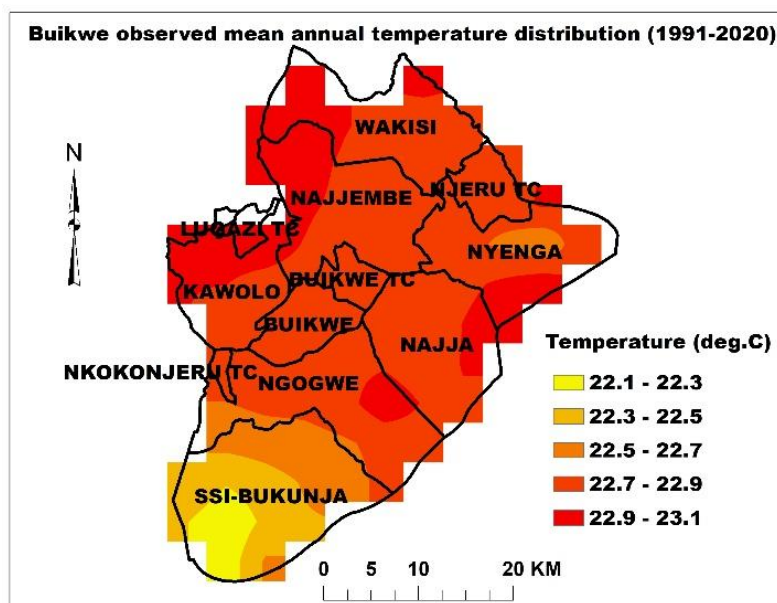 Buikwe observed mean annual temperature distribution (1991-2020)
N
WAKISI
NJERU TC
NAJJEMBE
LUGAZI TC
NYENGA
BUIKWE TC
KAWOLO
BUIKWE
NAJJA
NKOKONJERU TC
NGOGWE
SSI-BUKUNJA
Temperature (deg.C)
22.1 - 22.3
22.3 - 22.5
22.5 - 22.7
22.7 - 22.9
22.9 - 23.1
0 5 10 20 KM